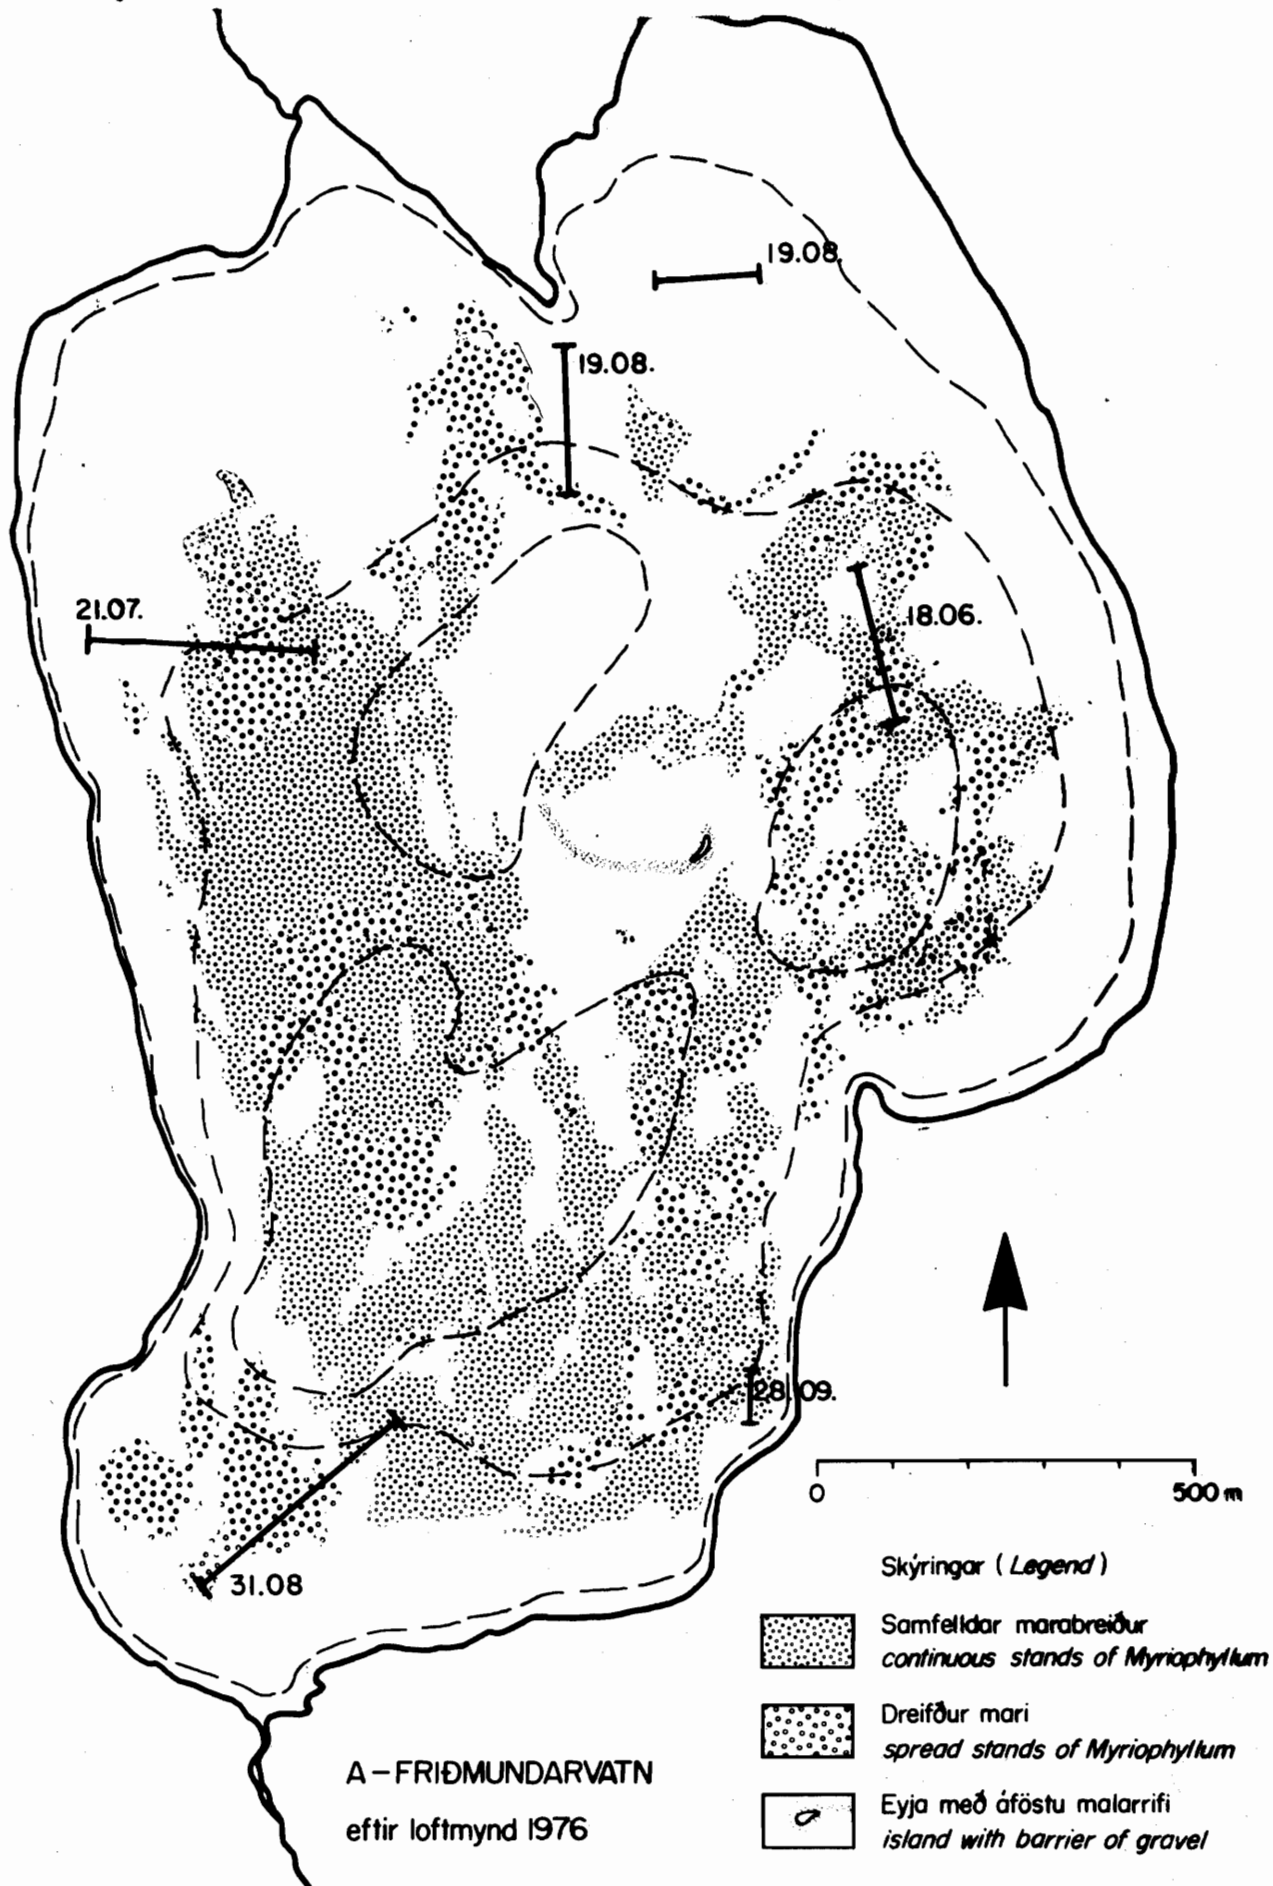 19.08.
19.08.
21.07.
18.06.
28.09.
31.08
0 500 m
Skýringar (Legend)
Samfelldar marabreiður
continuous stands of Myriophyllum
Dreifður mari
spread stands of Myriophyllum
Eyja með áföstu malarrifi
island with barrier of gravel
A-FRIÐMUNDARVATN
eftir loftmynd 1976